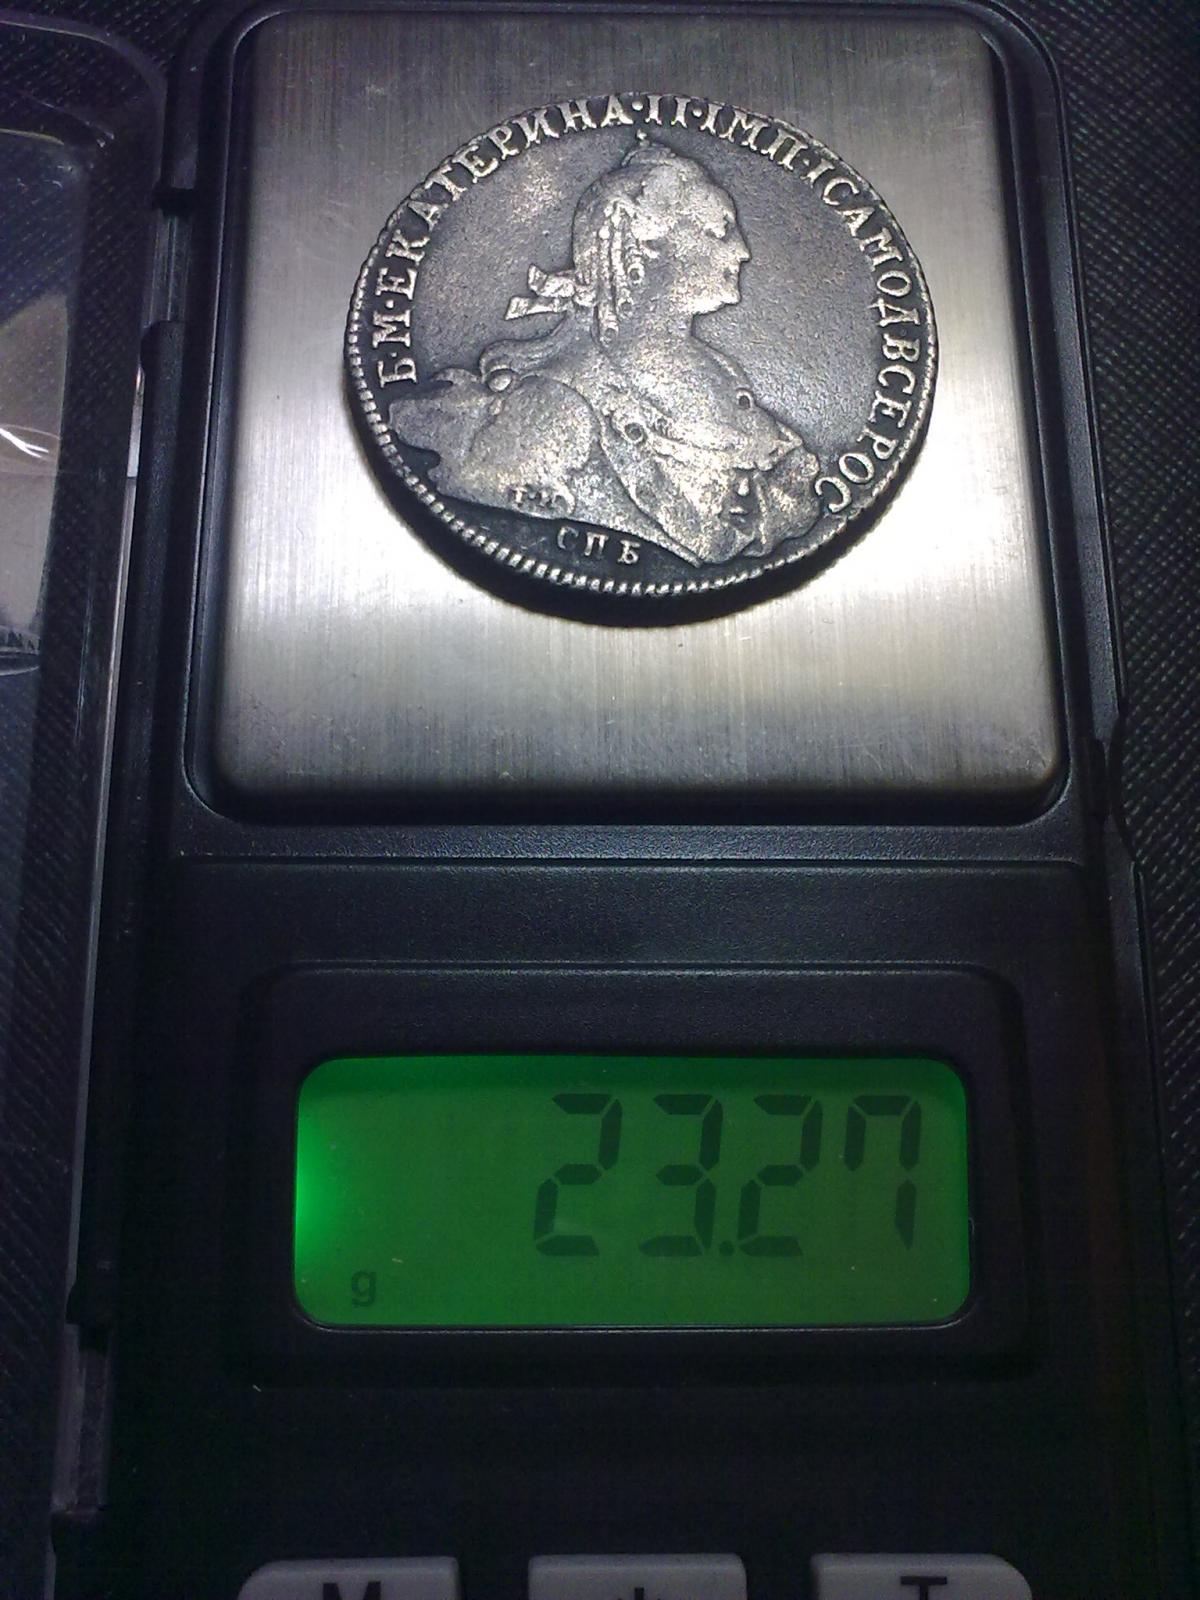 Б·М·ЕКАТЕРИНА·II·IМП·IСАМОД·ВСЕРОС
СПБ
23.27
g
M
T